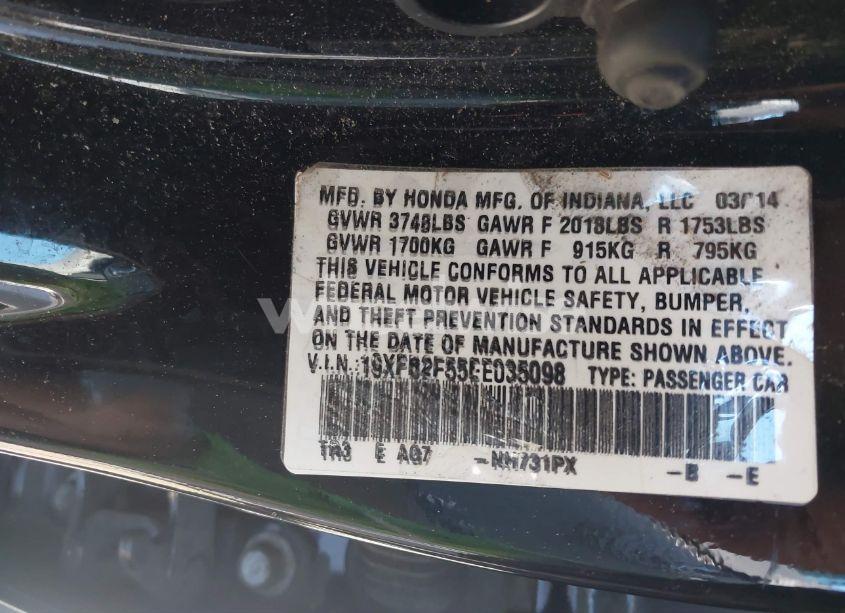 MFD. BY HONDA MFG. OF INDIANA, LLC 03/14
GVWR 3748LBS GAWR F 2018LBS R 1753LBS
GVWR 1700KG GAWR F 915KG R 795KG
THIS VEHICLE CONFORMS TO ALL APPLICABLE
FEDERAL MOTOR VEHICLE SAFETY, BUMPER,
AND THEFT PREVENTION STANDARDS IN EFFECT
ON THE DATE OF MANUFACTURE SHOWN ABOVE.
V.I.N.: 19XFB2F55EE035098 TYPE: PASSENGER CAR
TR3 E AG7 -NH731PX -B -E